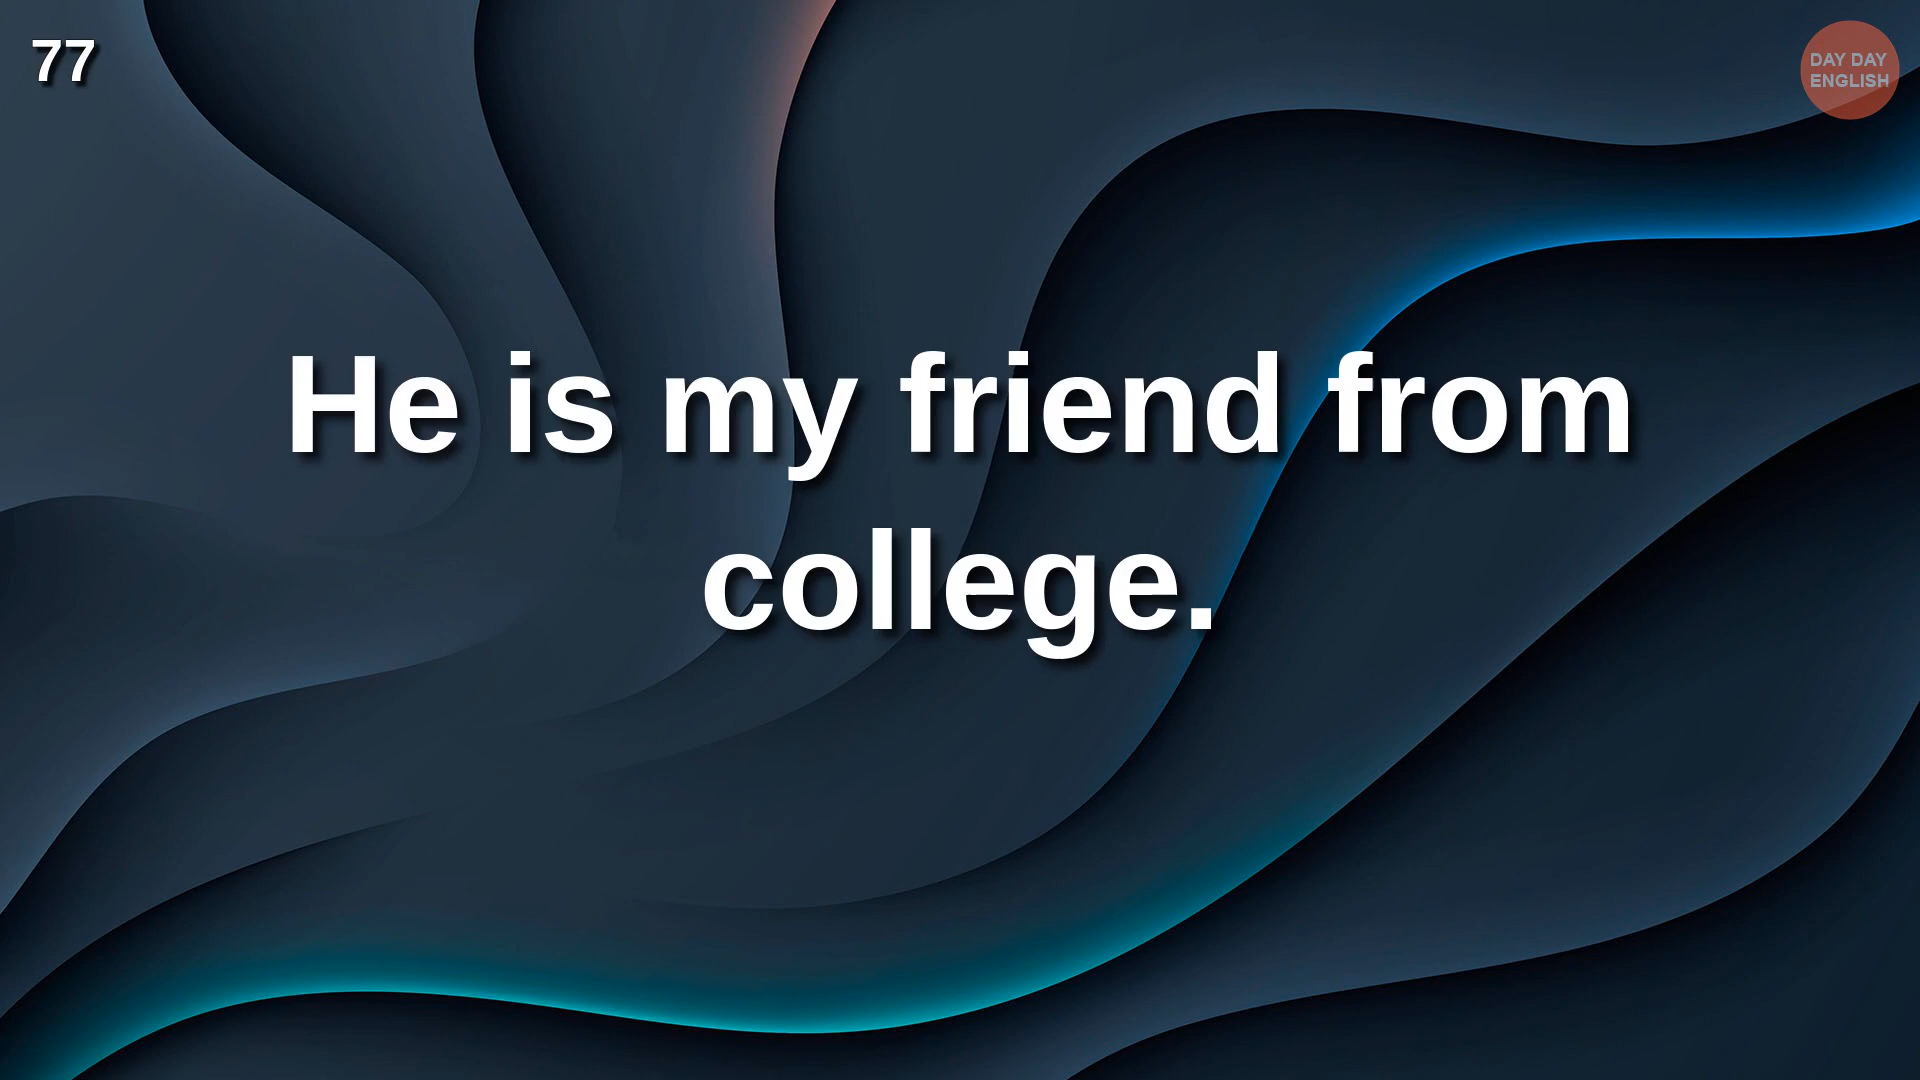 77
DAY DAY
ENGLISH
He is my friend from
college.